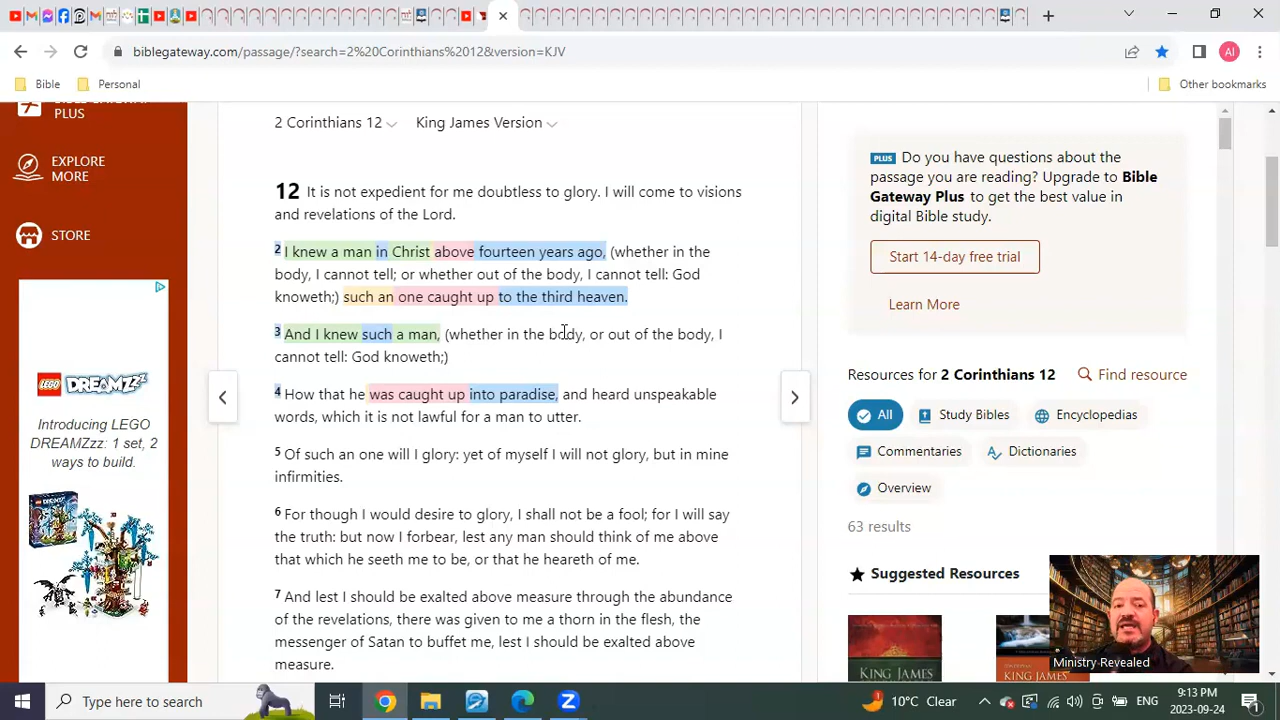 biblegateway.com/passage/?search=2%20Corinthians%2012&version=KJV
AI
Bible
Personal
Other bookmarks
PLUS
EXPLORE
MORE
STORE
LEGO DREAMZzz
Introducing LEGO
DREAMZzz: 1 set, 2
ways to build.
2 Corinthians 12
King James Version
12 It is not expedient for me doubtless to glory. I will come to visions
and revelations of the Lord.
2 I knew a man in Christ above fourteen years ago, (whether in the
body, I cannot tell; or whether out of the body, I cannot tell: God
knoweth;) such an one caught up to the third heaven.
3 And I knew such a man, (whether in the body, or out of the body, I
cannot tell: God knoweth;)
4 How that he was caught up into paradise, and heard unspeakable
words, which it is not lawful for a man to utter.
5 Of such an one will I glory: yet of myself I will not glory, but in mine
infirmities.
6 For though I would desire to glory, I shall not be a fool; for I will say
the truth: but now I forbear, lest any man should think of me above
that which he seeth me to be, or that he heareth of me.
7 And lest I should be exalted above measure through the abundance
of the revelations, there was given to me a thorn in the flesh, the
messenger of Satan to buffet me, lest I should be exalted above
measure.
PLUS Do you have questions about the
passage you are reading? Upgrade to Bible
Gateway Plus to get the best value in
digital Bible study.
Start 14-day free trial
Learn More
Resources for 2 Corinthians 12
Find resource
All
Study Bibles
Encyclopedias
Commentaries
Dictionaries
Overview
63 results
Suggested Resources
KING JAMES
KING JAMES
Ministry Revealed
Type here to search
10°C Clear
ENG
9:13 PM
2023-09-24
1